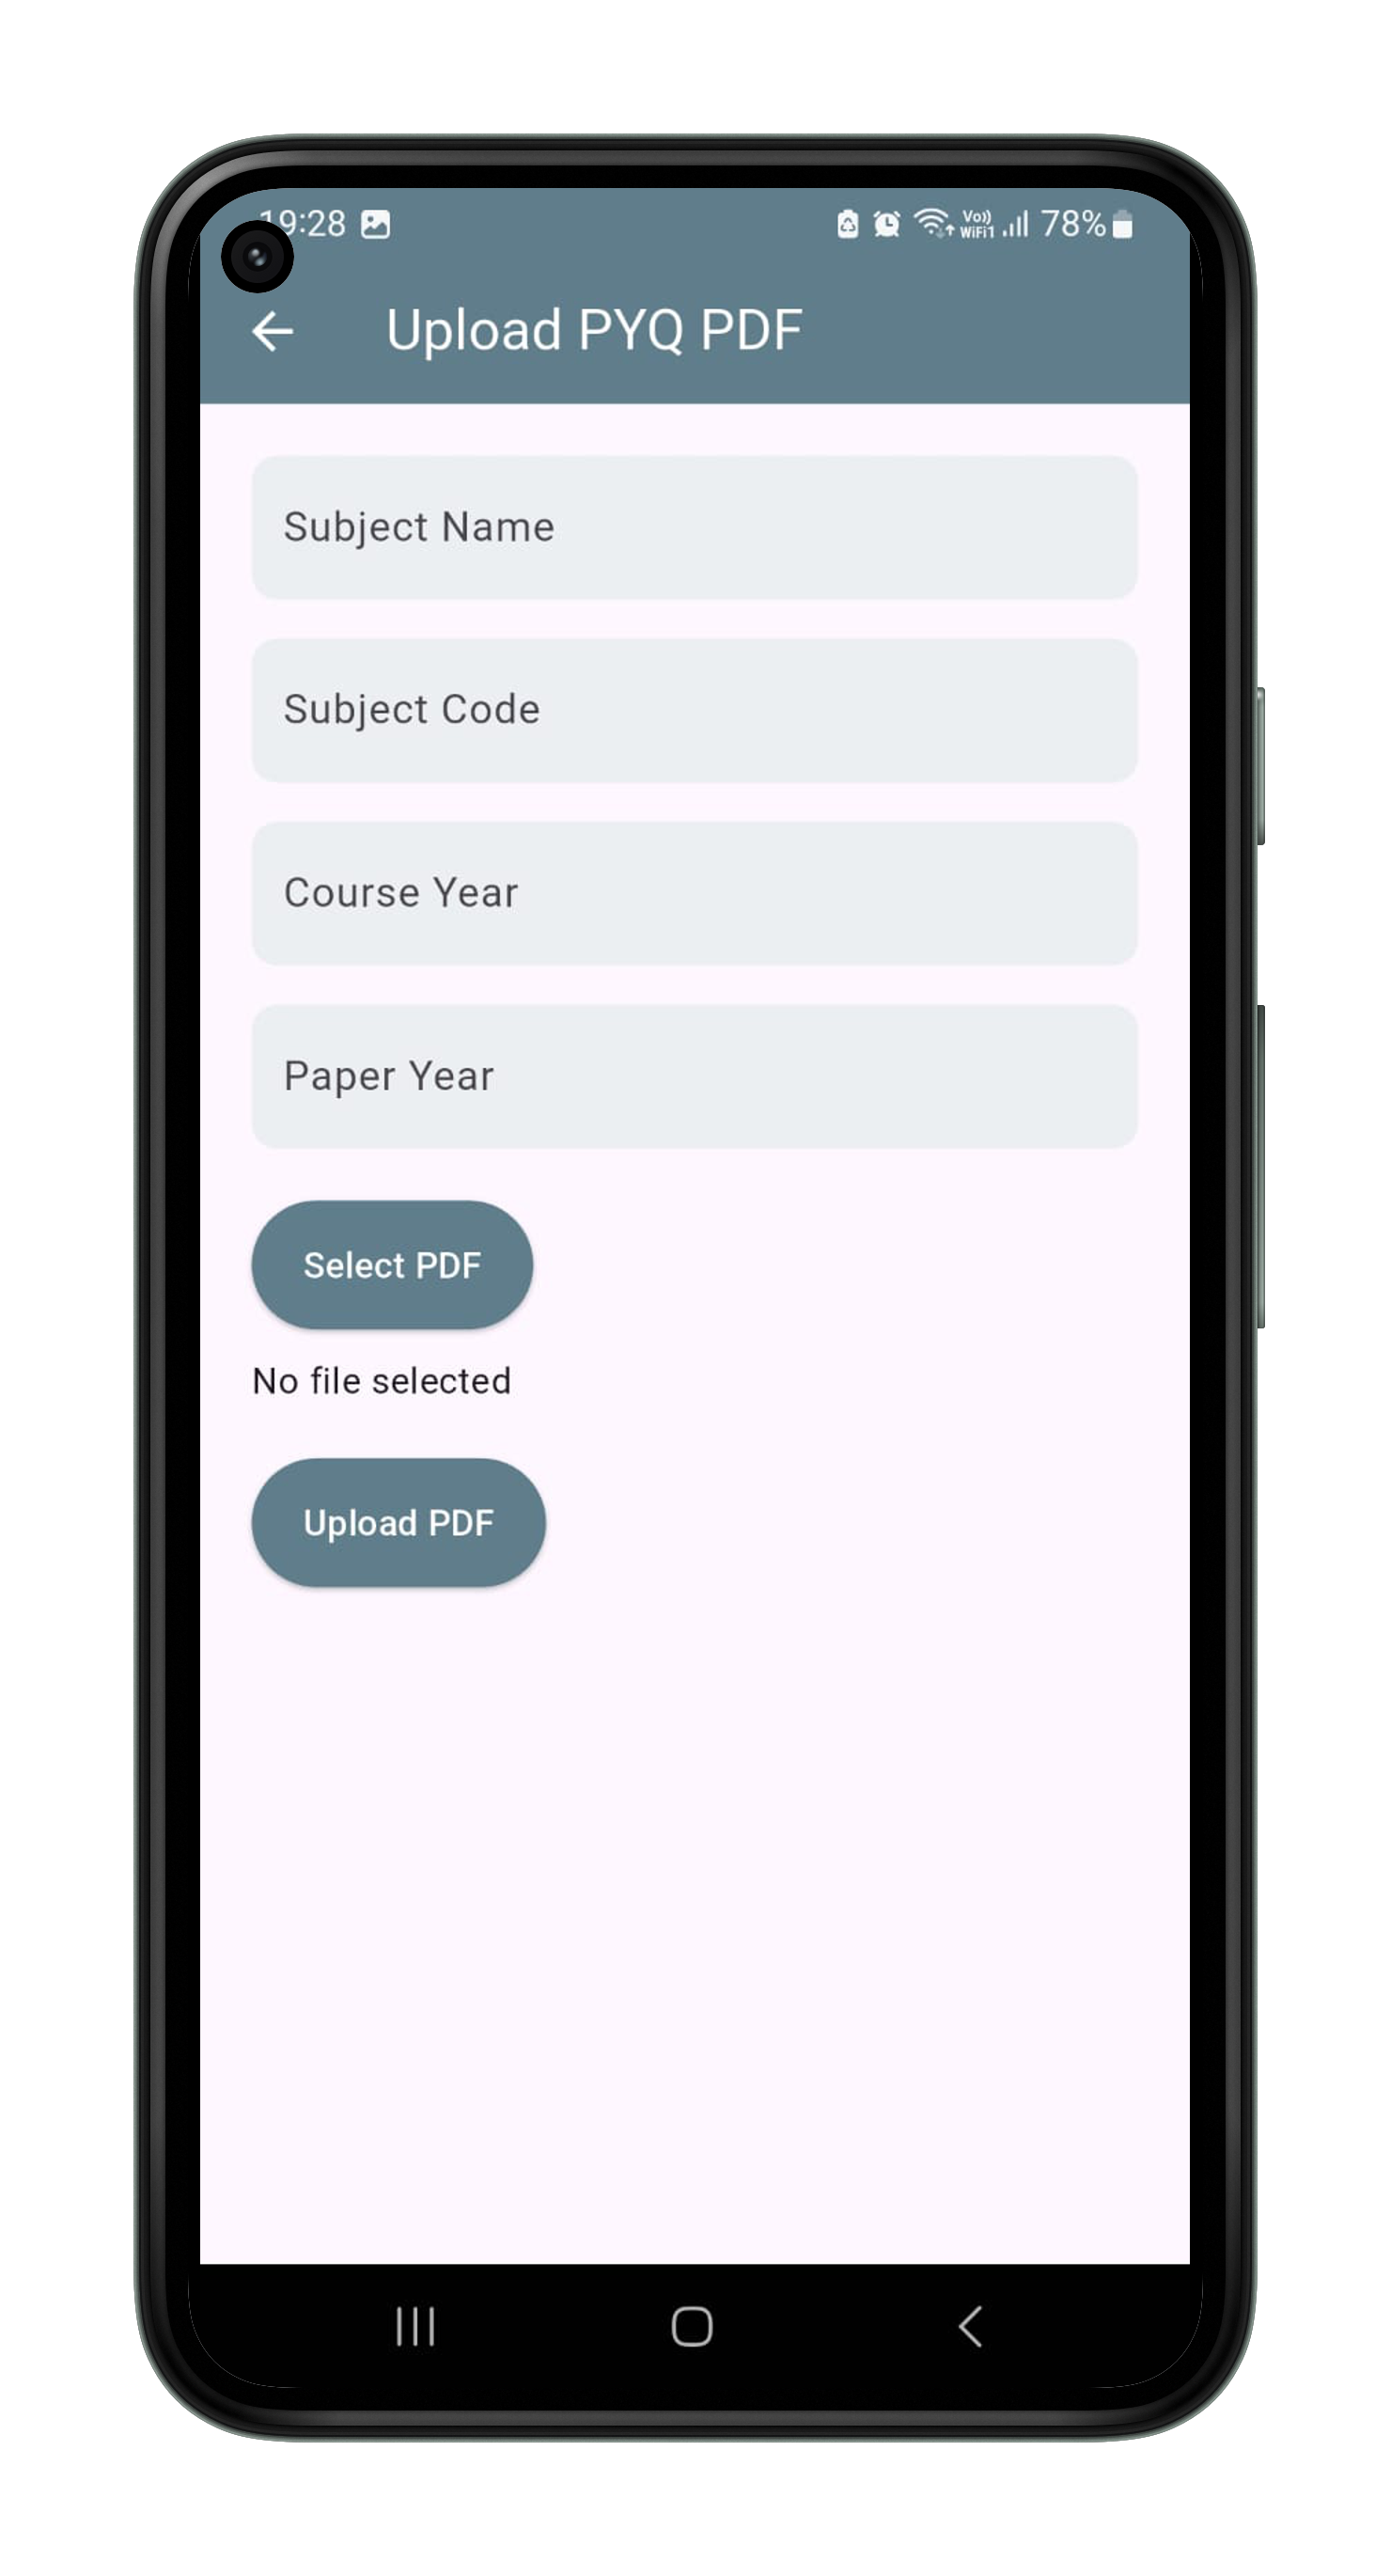 19:28 Vo)) WiFi1 78%
Upload PYQ PDF
Subject Name
Subject Code
Course Year
Paper Year
Select PDF
No file selected
Upload PDF